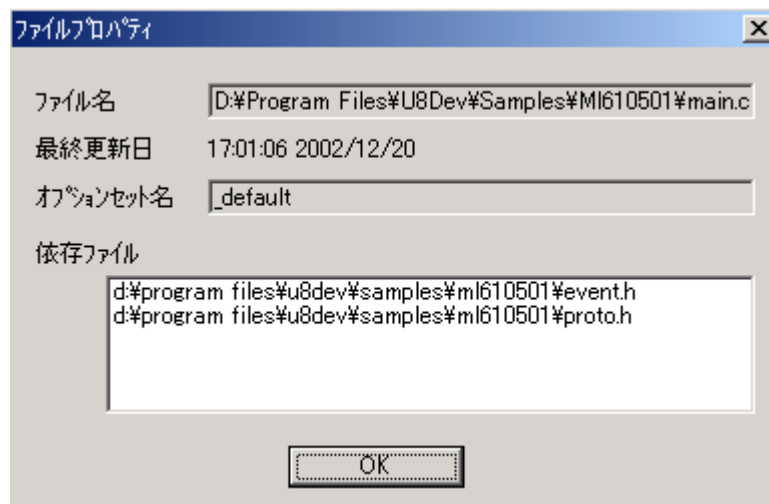 ﾌｧｲﾙﾌﾟﾛﾊﾟﾃｨ
ﾌｧｲﾙ名 D:¥Program Files¥U8Dev¥Samples¥Ml610501¥main.c
最終更新日 17:01:06 2002/12/20
ｵﾌﾟｼｮﾝｾｯﾄ名 _default
依存ﾌｧｲﾙ
d:¥program files¥u8dev¥samples¥ml610501¥event.h
d:¥program files¥u8dev¥samples¥ml610501¥proto.h
OK